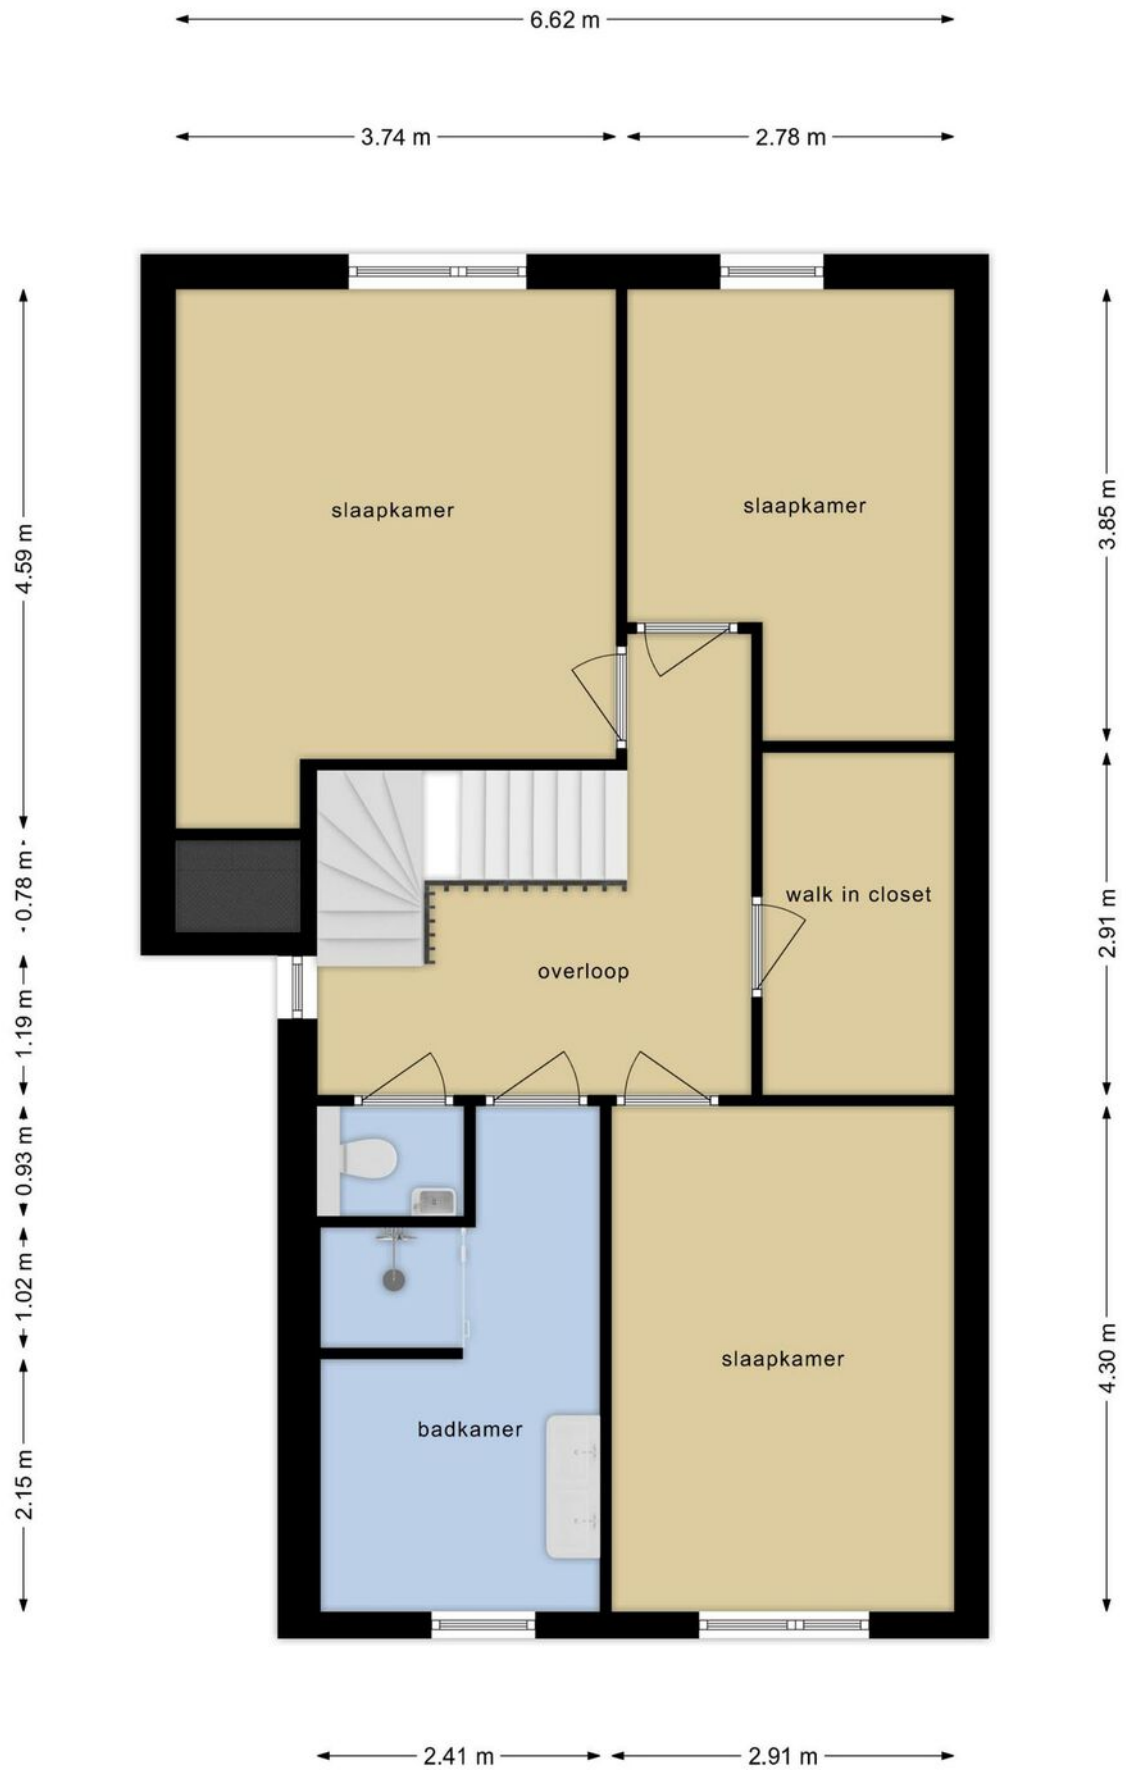 6.62 m
3.74 m
2.78 m
slaapkamer
slaapkamer
4.59 m
3.85 m
0.78 m
walk in closet
2.91 m
overloop
1.19 m
0.93 m
1.02 m
slaapkamer
4.30 m
badkamer
2.15 m
2.41 m
2.91 m